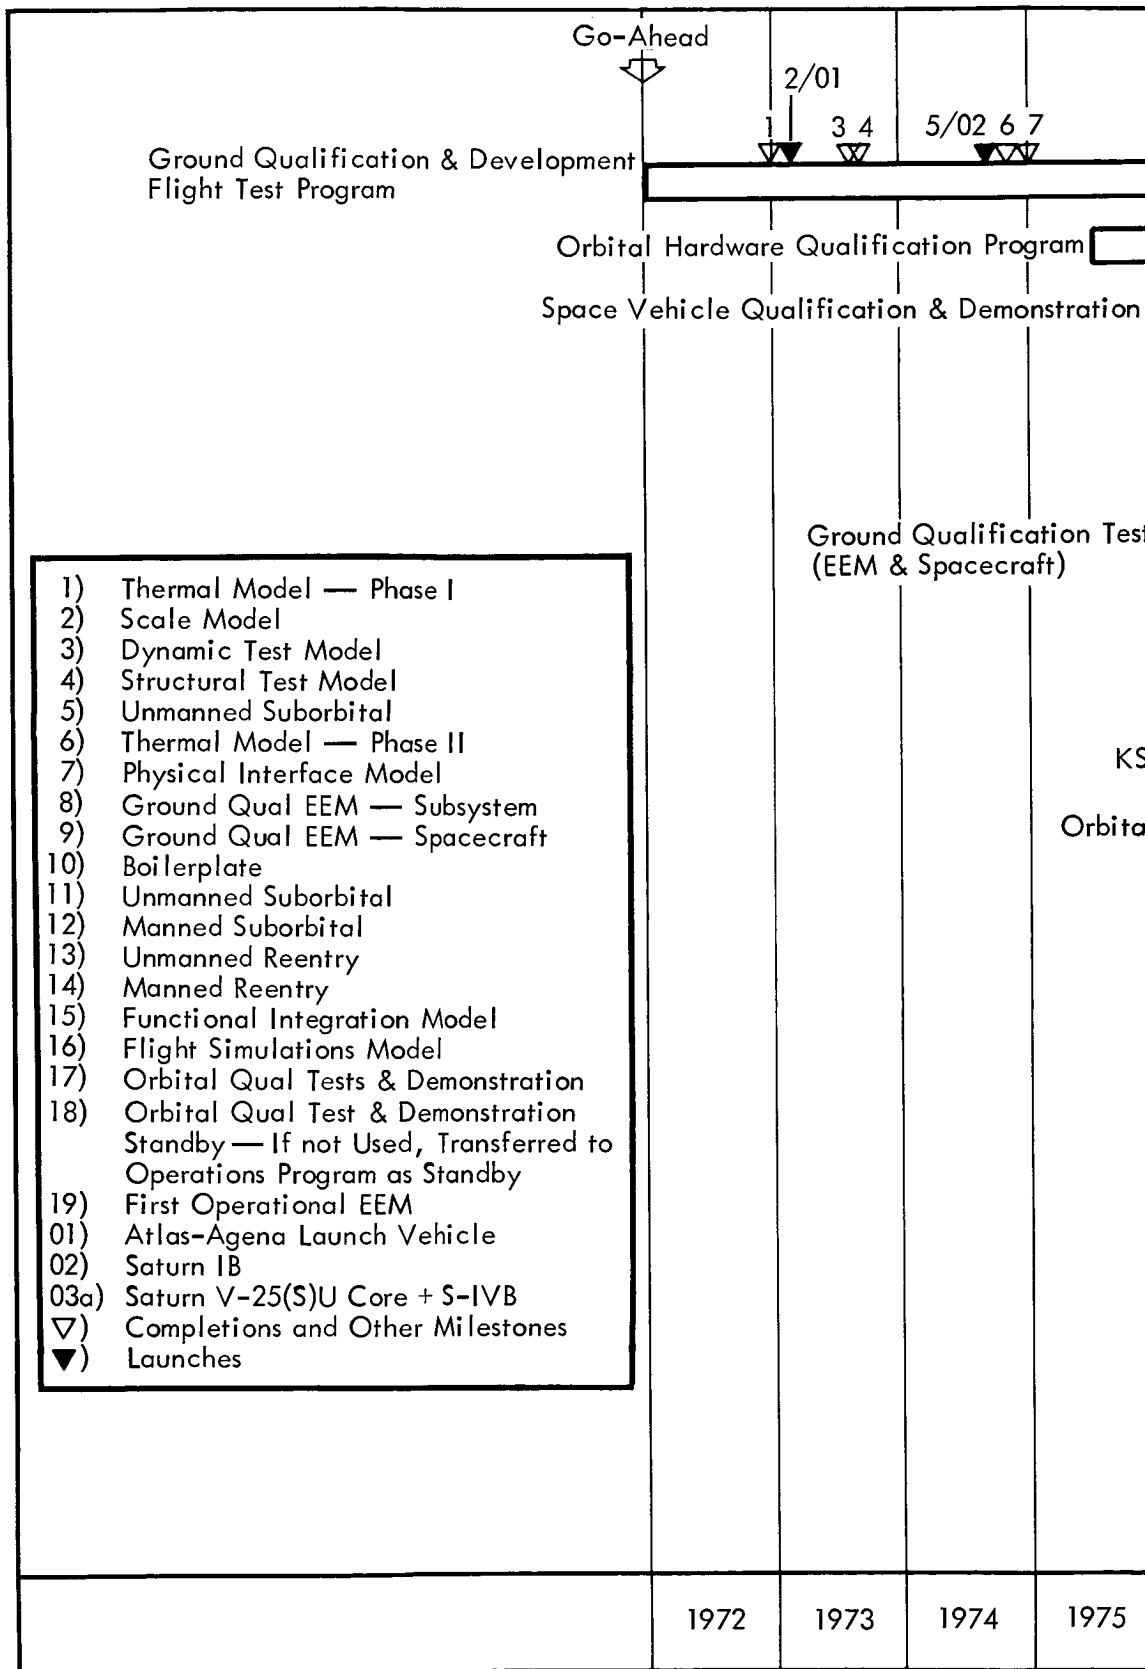 Go-Ahead
2/01
1 3 4 5/02 6 7
Ground Qualification & Development
Flight Test Program
Orbital Hardware Qualification Program
Space Vehicle Qualification & Demonstration
Ground Qualification Test
(EEM & Spacecraft)
1) Thermal Model — Phase I
2) Scale Model
3) Dynamic Test Model
4) Structural Test Model
5) Unmanned Suborbital
6) Thermal Model — Phase II
7) Physical Interface Model
8) Ground Qual EEM — Subsystem
9) Ground Qual EEM — Spacecraft
10) Boilerplate
11) Unmanned Suborbital
12) Manned Suborbital
13) Unmanned Reentry
14) Manned Reentry
15) Functional Integration Model
16) Flight Simulations Model
17) Orbital Qual Tests & Demonstration
18) Orbital Qual Test & Demonstration
Standby — If not Used, Transferred to
Operations Program as Standby
19) First Operational EEM
01) Atlas-Agena Launch Vehicle
02) Saturn IB
03a) Saturn V-25(S)U Core + S-IVB
▽) Completions and Other Milestones
▼) Launches
KS
Orbita
1972 1973 1974 1975